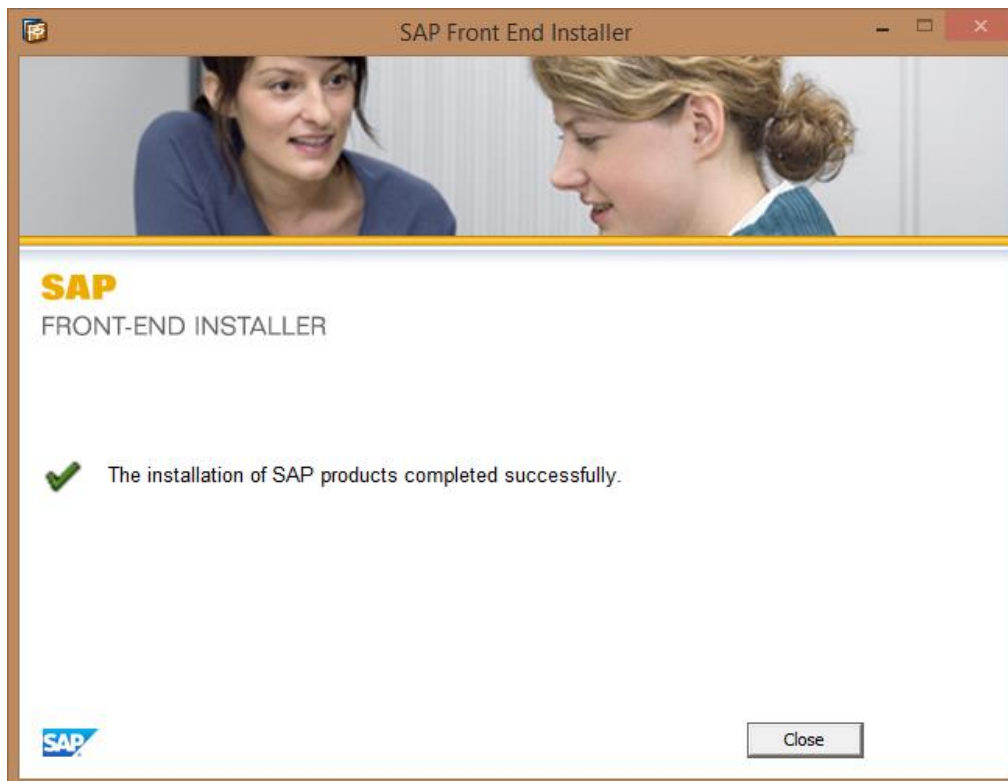 SAP Front End Installer
SAP
FRONT-END INSTALLER
The installation of SAP products completed successfully.
SAP
Close